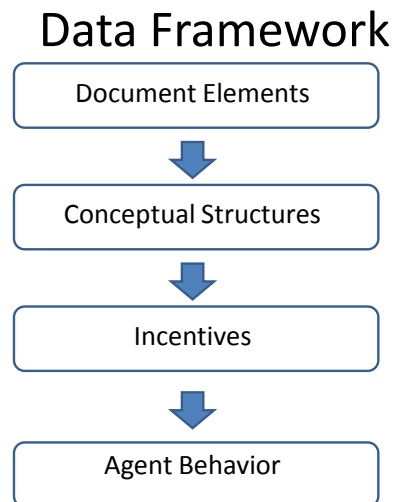 Data Framework
Document Elements
Conceptual Structures
Incentives
Agent Behavior